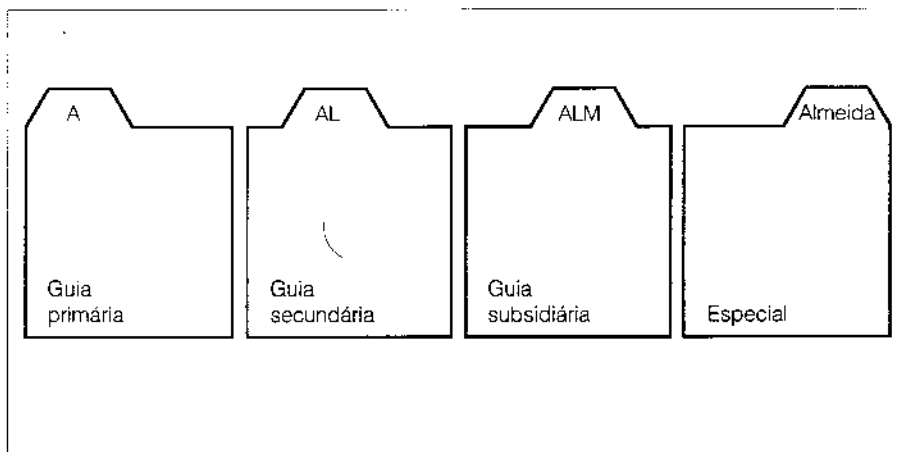 A
AL
ALM
Almeida
Guia
primária
Guia
secundária
Guia
subsidiária
Especial